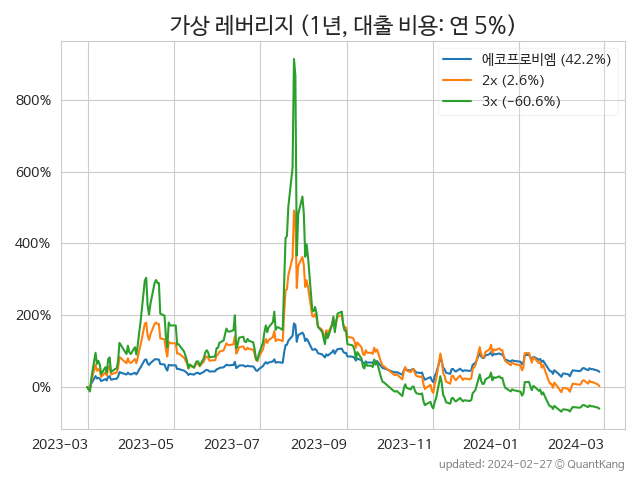 가상 레버리지 (1년, 대출 비용: 연 5%)
에코프로비엠 (42.2%)
2x (2.6%)
3x (−60.6%)
800%
600%
400%
200%
0%
2023-03 2023-05 2023-07 2023-09 2023-11 2024-01 2024-03
updated: 2024-02-27 © QuantKang